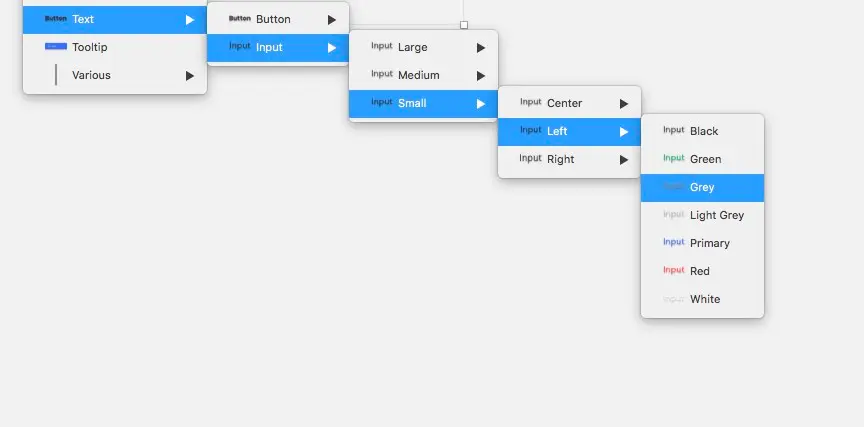 Button Text
Tooltip
Various
Button Button
Input Input
Input Large
Input Medium
Input Small
Input Center
Input Left
Input Right
Input Black
Input Green
Input Grey
Input Light Grey
Input Primary
Input Red
Input White